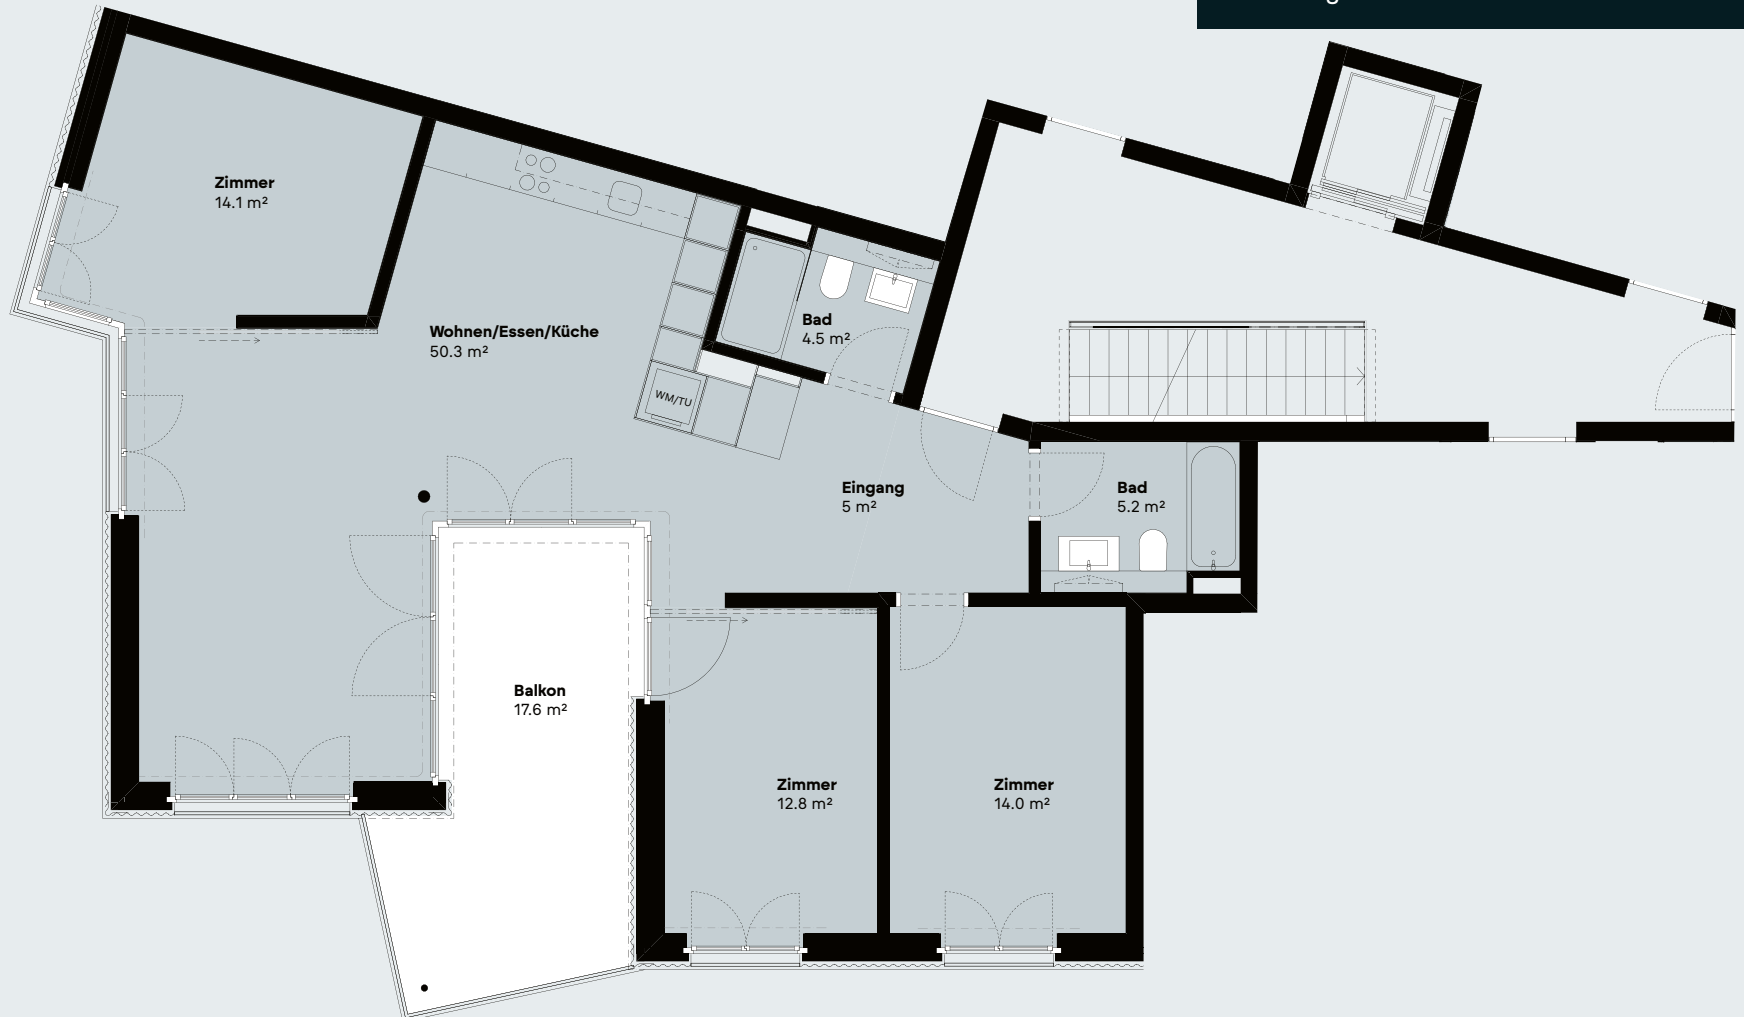 Zimmer
14.1 m²
Wohnen/Essen/Küche
50.3 m²
WM/TU
Bad
4.5 m²
Eingang
5 m²
Bad
5.2 m²
Balkon
17.6 m²
Zimmer
12.8 m²
Zimmer
14.0 m²